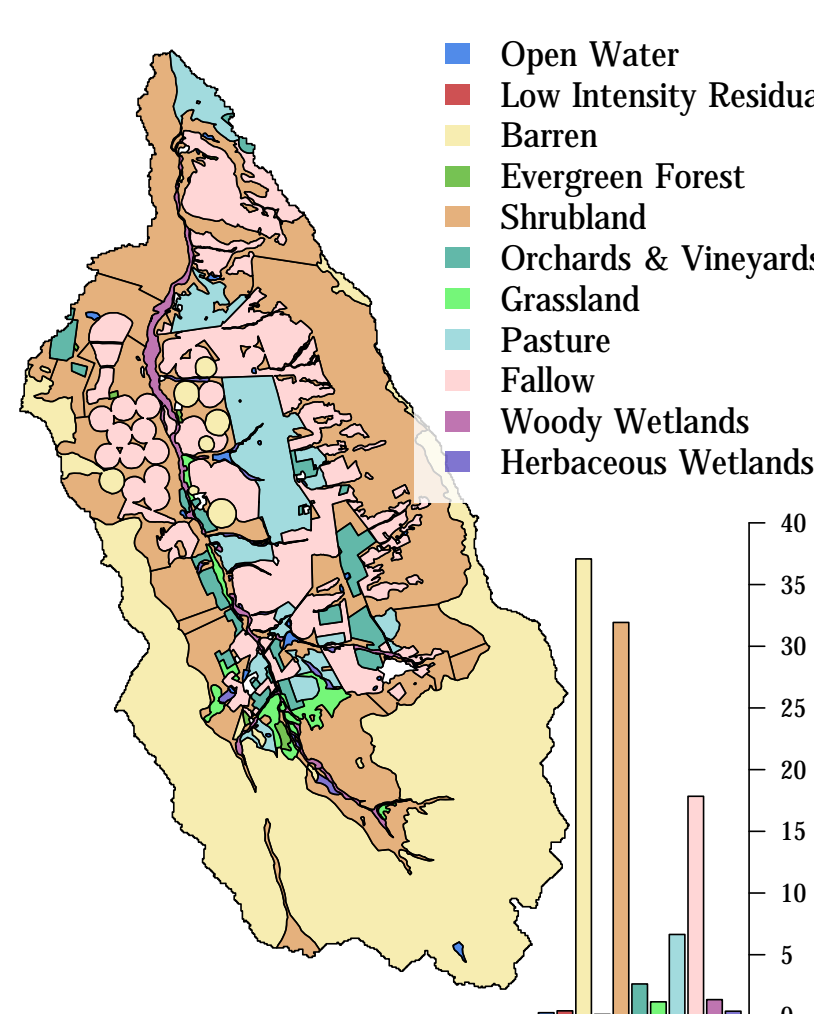 Open Water
Low Intensity Residua
Barren
Evergreen Forest
Shrubland
Orchards & Vineyards
Grassland
Pasture
Fallow
Woody Wetlands
Herbaceous Wetlands
40
35
30
25
20
15
10
5
0